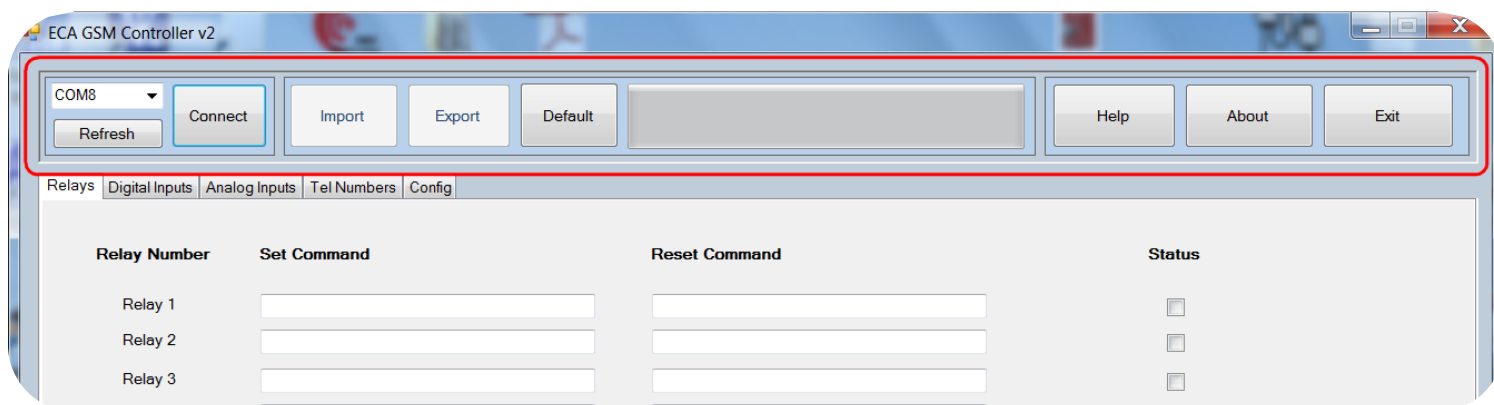 ECA GSM Controller v2
X
COM8
Refresh
Connect
Import
Export
Default
Help
About
Exit
Relays Digital Inputs Analog Inputs Tel Numbers Config
Relay Number Set Command Reset Command Status
Relay 1
Relay 2
Relay 3